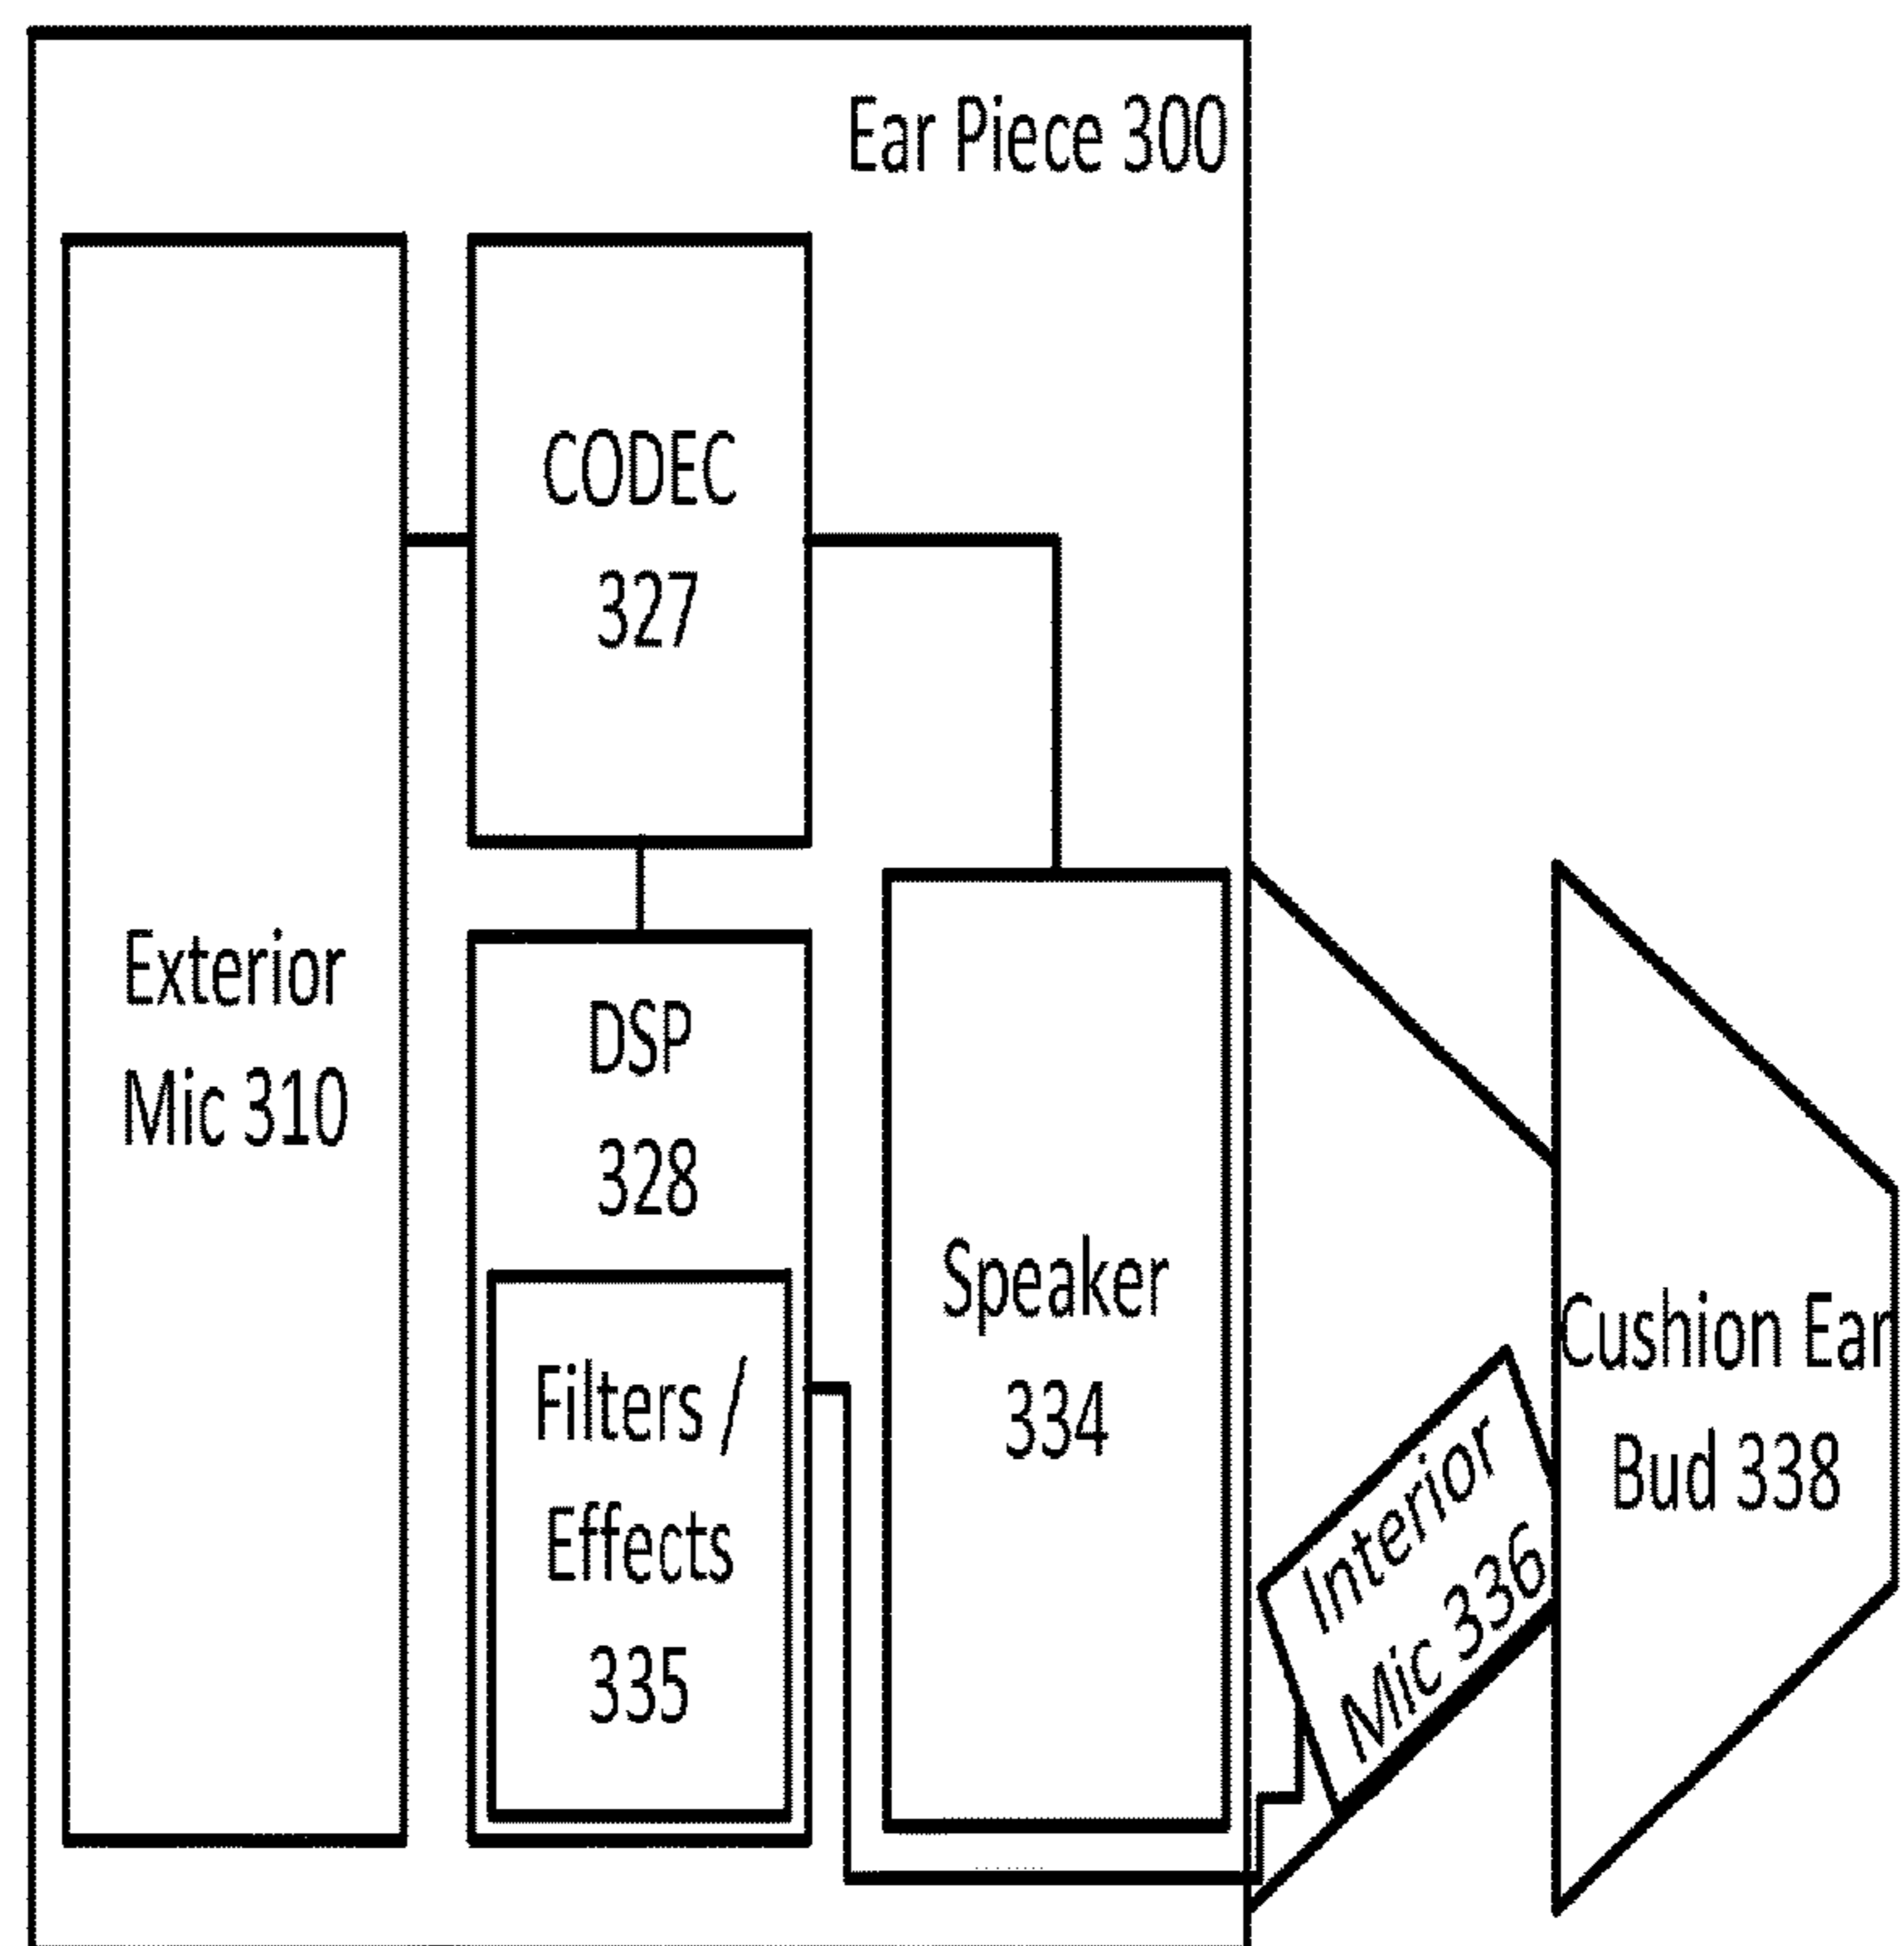 Ear Piece 300
CODEC
327
Exterior
Mic 310
DSP
328
Filters /
Effects
335
Speaker
334
Interior
Mic 336
Cushion Ear
Bud 338